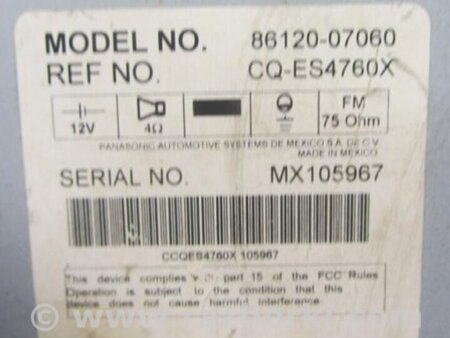 MODEL NO. 86120-07060
REF NO. CQ-ES4760X
12V 4Ω FM 75 Ohm
PANASONIC AUTOMOTIVE SYSTEMS DE MEXICO S.A. DE C.V.
MADE IN MEXICO
SERIAL NO. MX105967
CCQES4760X 105967
This device complies with part 15 of the FCC Rules
Operation is subject to the condition that this
device does not cause harmful interference.